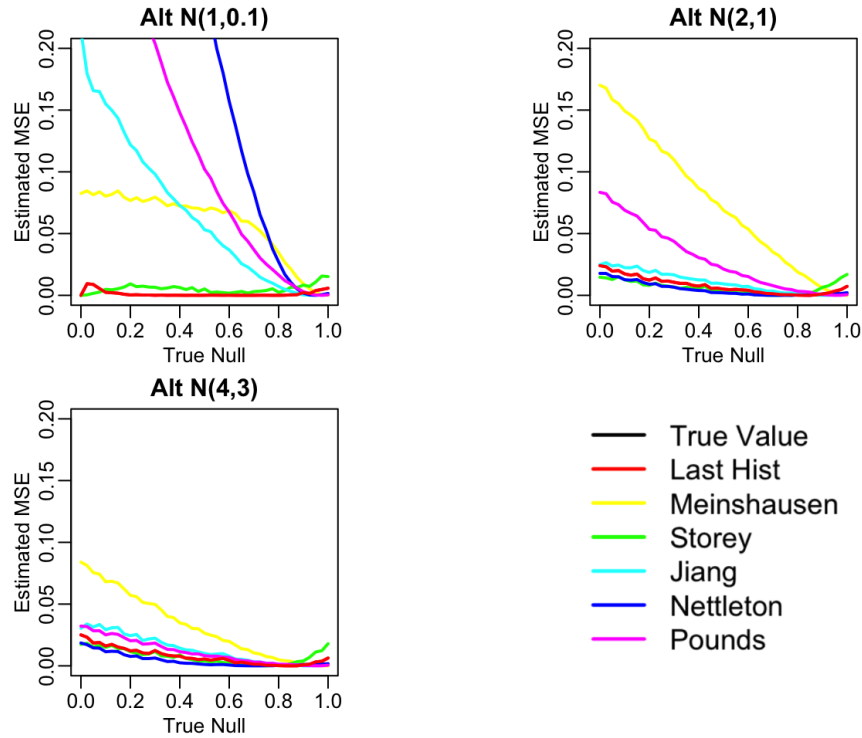 Alt N(1,0.1)
Estimated MSE
0.20
0.15
0.10
0.05
0.00
0.0 0.2 0.4 0.6 0.8 1.0
True Null
Alt N(2,1)
Estimated MSE
0.20
0.15
0.10
0.05
0.00
0.0 0.2 0.4 0.6 0.8 1.0
True Null
Alt N(4,3)
Estimated MSE
0.20
0.15
0.10
0.05
0.00
0.0 0.2 0.4 0.6 0.8 1.0
True Null
True Value
Last Hist
Meinshausen
Storey
Jiang
Nettleton
Pounds